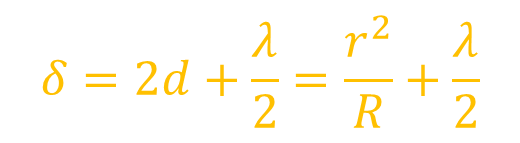 δ = 2d + λ/2 = r²/R + λ/2